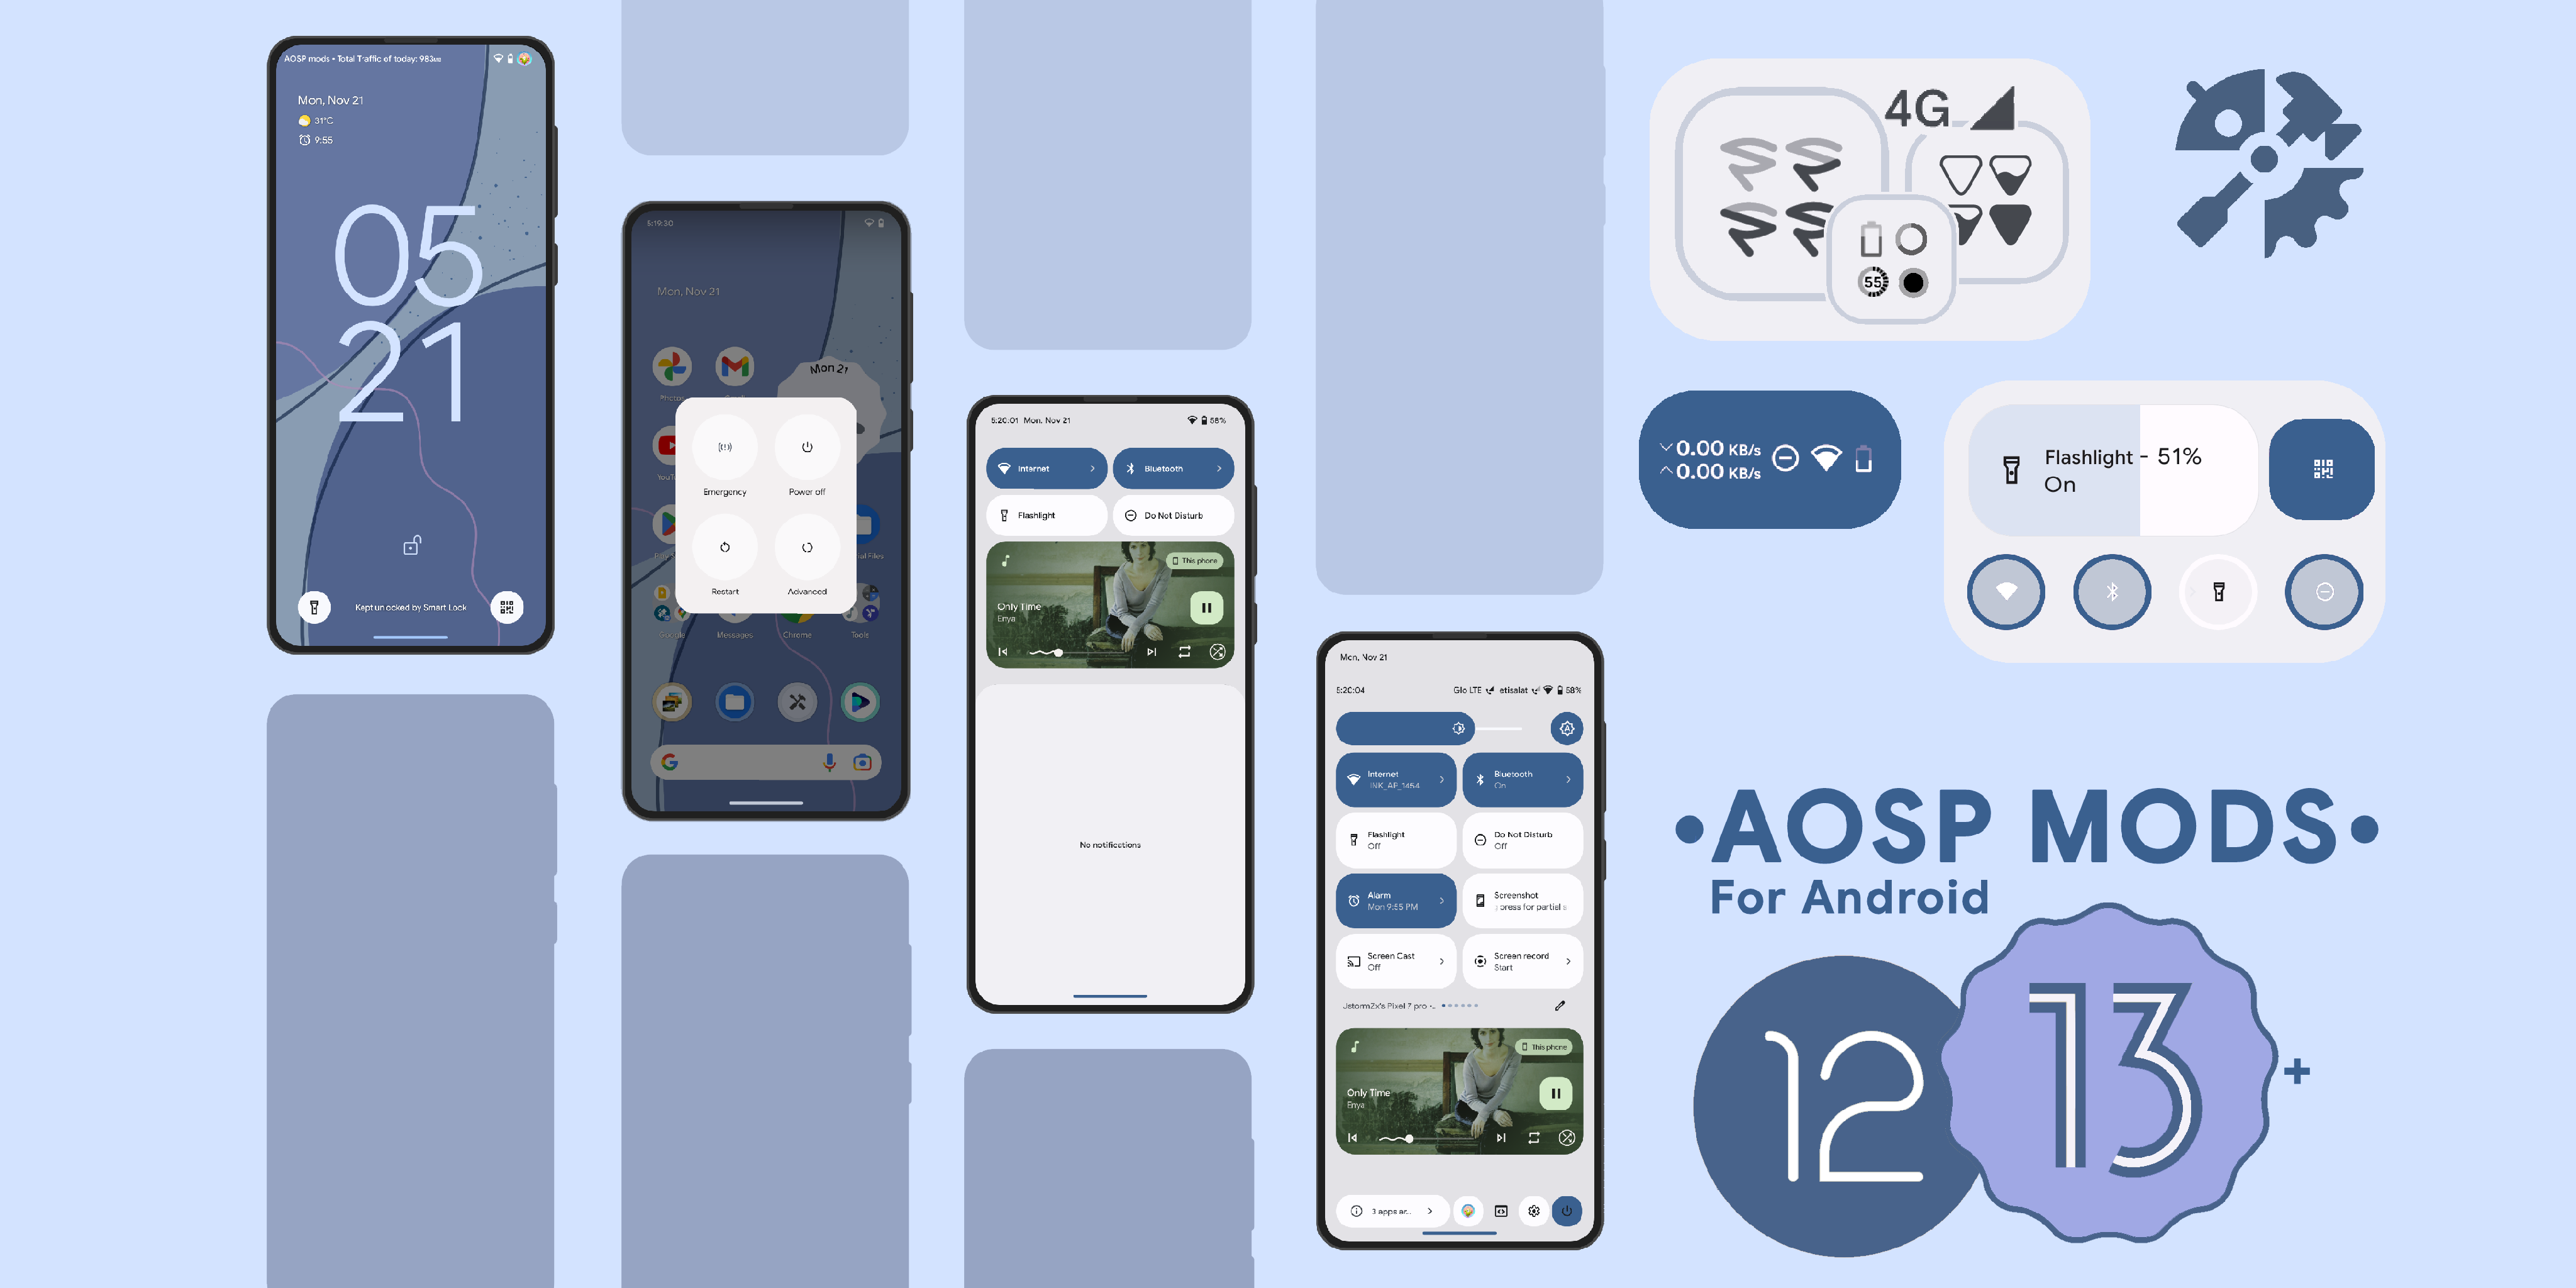 AOSP mods • Total Traffic of today: 983MB
Mon, Nov 21
31°C
9:55
05
21
Kept unlocked by Smart Lock
5:19:30
Mon, Nov 21
Mon 21
Photos
Emergency
Power off
Restart
Advanced
Google
Messages
Chrome
Tools
5:20:01 Mon, Nov 21
58%
Internet
Bluetooth
Flashlight
Do Not Disturb
This phone
Only Time
Enya
No notifications
Mon, Nov 21
5:20:04
Glo LTE
etisalat
58%
Internet
Bluetooth
On
Flashlight
Off
Do Not Disturb
Off
Alarm
Mon 9:55 PM
Screenshot
press for partial s
Screen Cast
Off
Screen record
Start
JstormZx's Pixel 7 pro
This phone
Only Time
Enya
3 apps ar...
4G
55
0.00 KB/s
0.00 KB/s
Flashlight - 51%
On
•AOSP MODS•
For Android
12
13
+